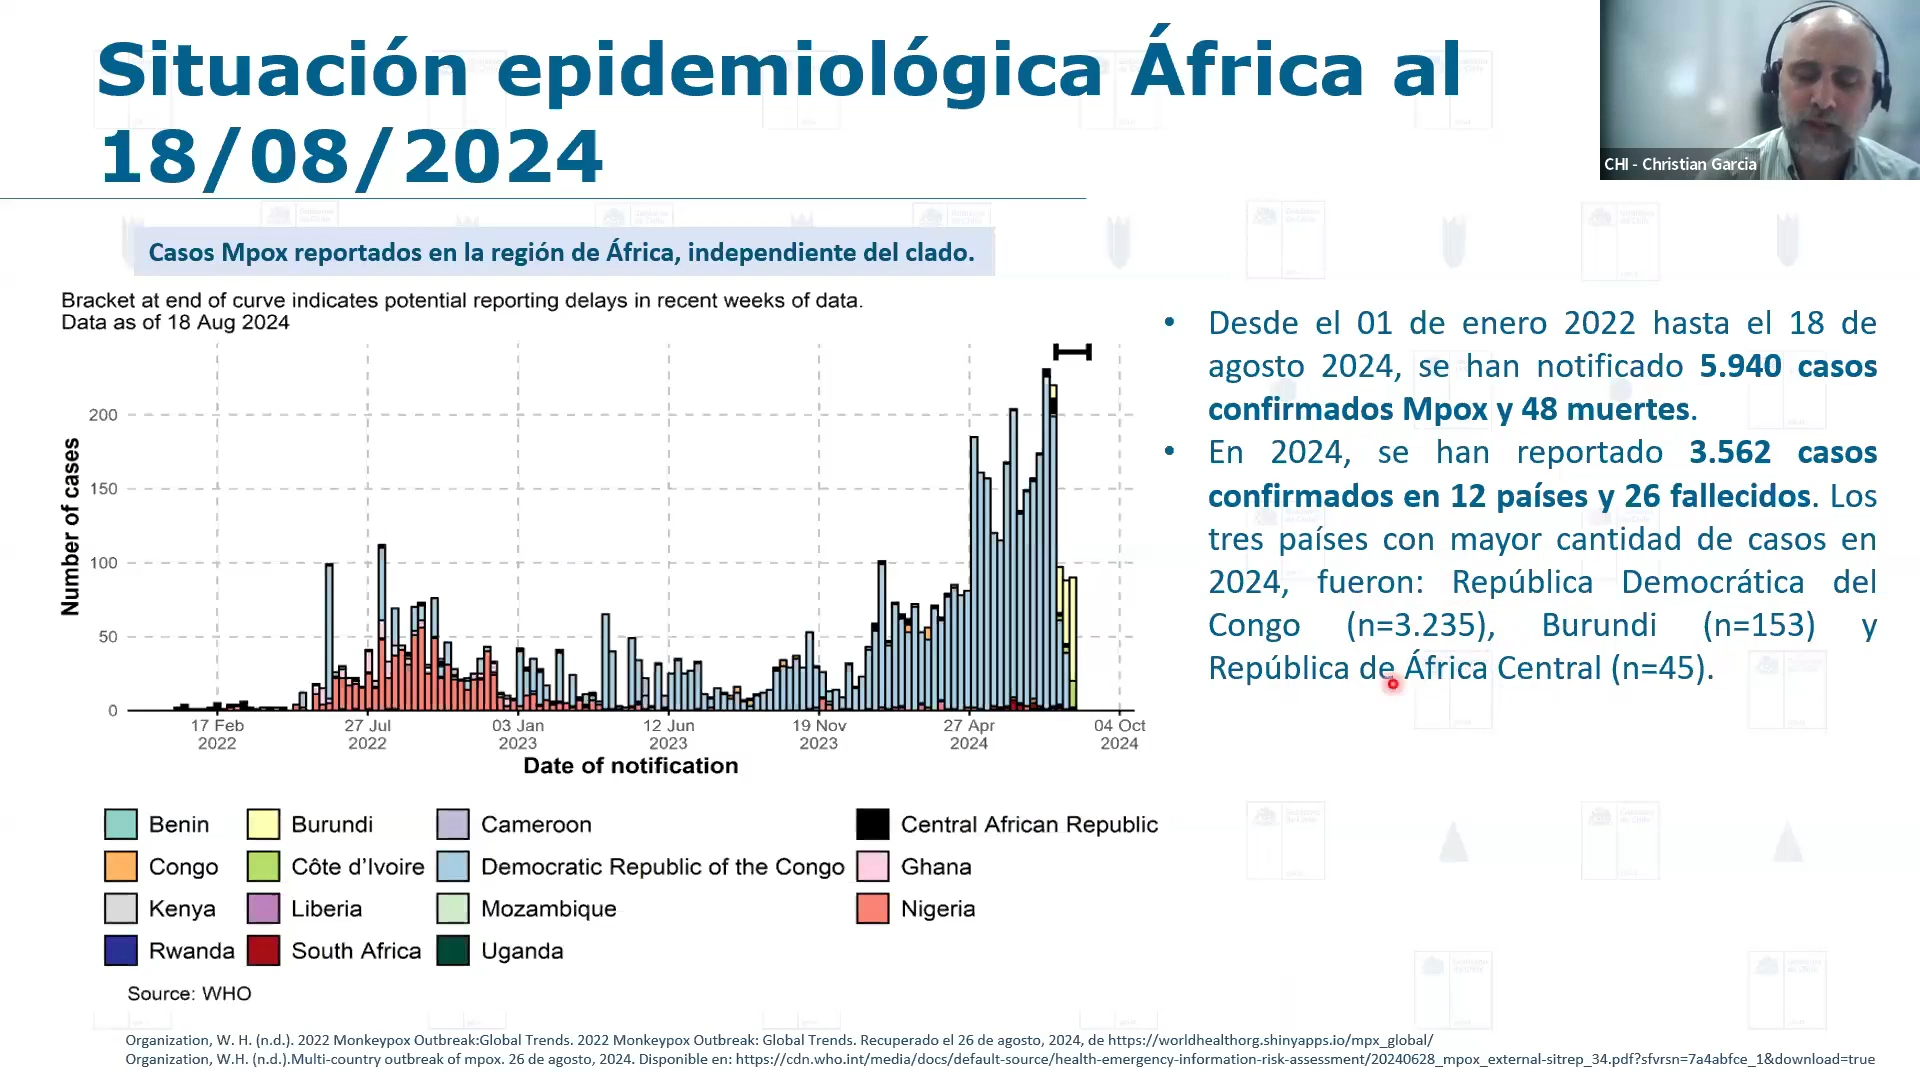 Situación epidemiológica África al
18/08/2024
CHI - Christian Garcia
Casos Mpox reportados en la región de África, independiente del clado.
Bracket at end of curve indicates potential reporting delays in recent weeks of data.
Data as of 18 Aug 2024
Number of cases
200
150
100
50
0
17 Feb 2022
27 Jul 2022
03 Jan 2023
12 Jun 2023
19 Nov 2023
27 Apr 2024
04 Oct 2024
Date of notification
Benin
Burundi
Cameroon
Central African Republic
Congo
Côte d'Ivoire
Democratic Republic of the Congo
Ghana
Kenya
Liberia
Mozambique
Nigeria
Rwanda
South Africa
Uganda
Source: WHO
• Desde el 01 de enero 2022 hasta el 18 de
agosto 2024, se han notificado 5.940 casos
confirmados Mpox y 48 muertes.
• En 2024, se han reportado 3.562 casos
confirmados en 12 países y 26 fallecidos. Los
tres países con mayor cantidad de casos en
2024, fueron: República Democrática del
Congo (n=3.235), Burundi (n=153) y
República de África Central (n=45).
Organization, W. H. (n.d.). 2022 Monkeypox Outbreak:Global Trends. 2022 Monkeypox Outbreak: Global Trends. Recuperado el 26 de agosto, 2024, de https://worldhealthorg.shinyapps.io/mpx_global/
Organization, W.H. (n.d.).Multi-country outbreak of mpox. 26 de agosto, 2024. Disponible en: https://cdn.who.int/media/docs/default-source/health-emergency-information-risk-assessment/20240628_mpox_external-sitrep_34.pdf?sfvrsn=7a4abfce_1&download=true